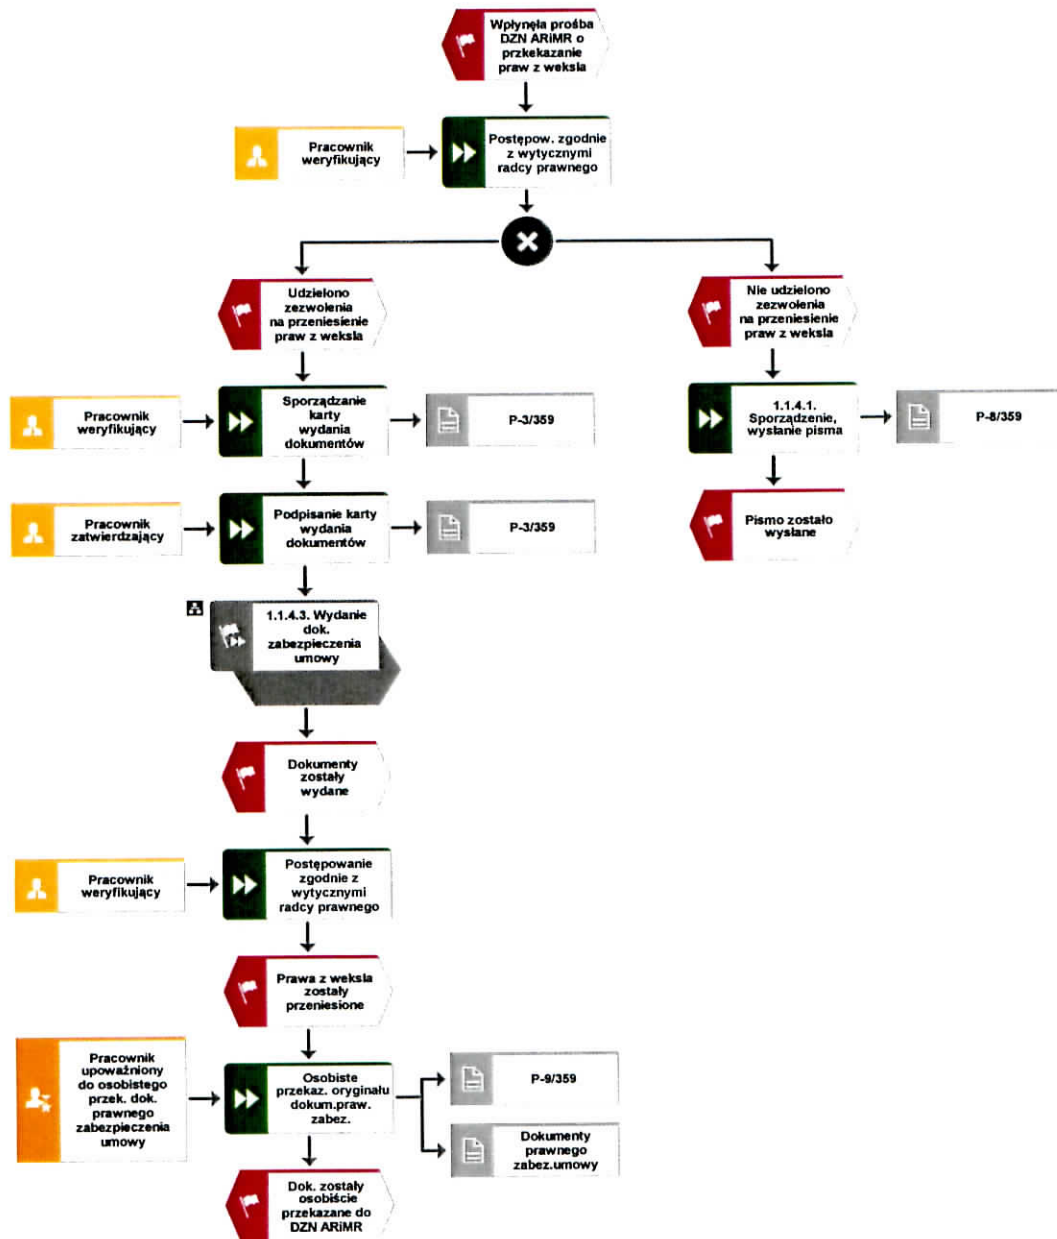 Wpłynęła prośba
DZN ARiMR o
przkekazanie
praw z weksla
Pracownik
weryfikujący
Postępow. zgodnie
z wytycznymi
radcy prawnego
Udzielono
zezwolenia
na przeniesienie
praw z weksla
Nie udzielono
zezwolenia
na przeniesienie
praw z weksla
Pracownik
weryfikujący
Sporządzanie
karty
wydania
dokumentów
P-3/359
1.1.4.1.
Sporządzenie,
wysłanie pisma
P-8/359
Pracownik
zatwierdzający
Podpisanie karty
wydania
dokumentów
P-3/359
Pismo zostało
wysłane
1.1.4.3. Wydanie
dok.
zabezpieczenia
umowy
Dokumenty
zostały
wydane
Pracownik
weryfikujący
Postępowanie
zgodnie z
wytycznymi
radcy prawnego
Prawa z weksla
zostały
przeniesione
Pracownik
upoważniony
do osobistego
przek. dok.
prawnego
zabezpieczenia
umowy
Osobiste
przekaz. oryginału
dokum.praw.
zabez.
P-9/359
Dokumenty
prawnego
zabez.umowy
Dok. zostały
osobiście
przekazane do
DZN ARiMR